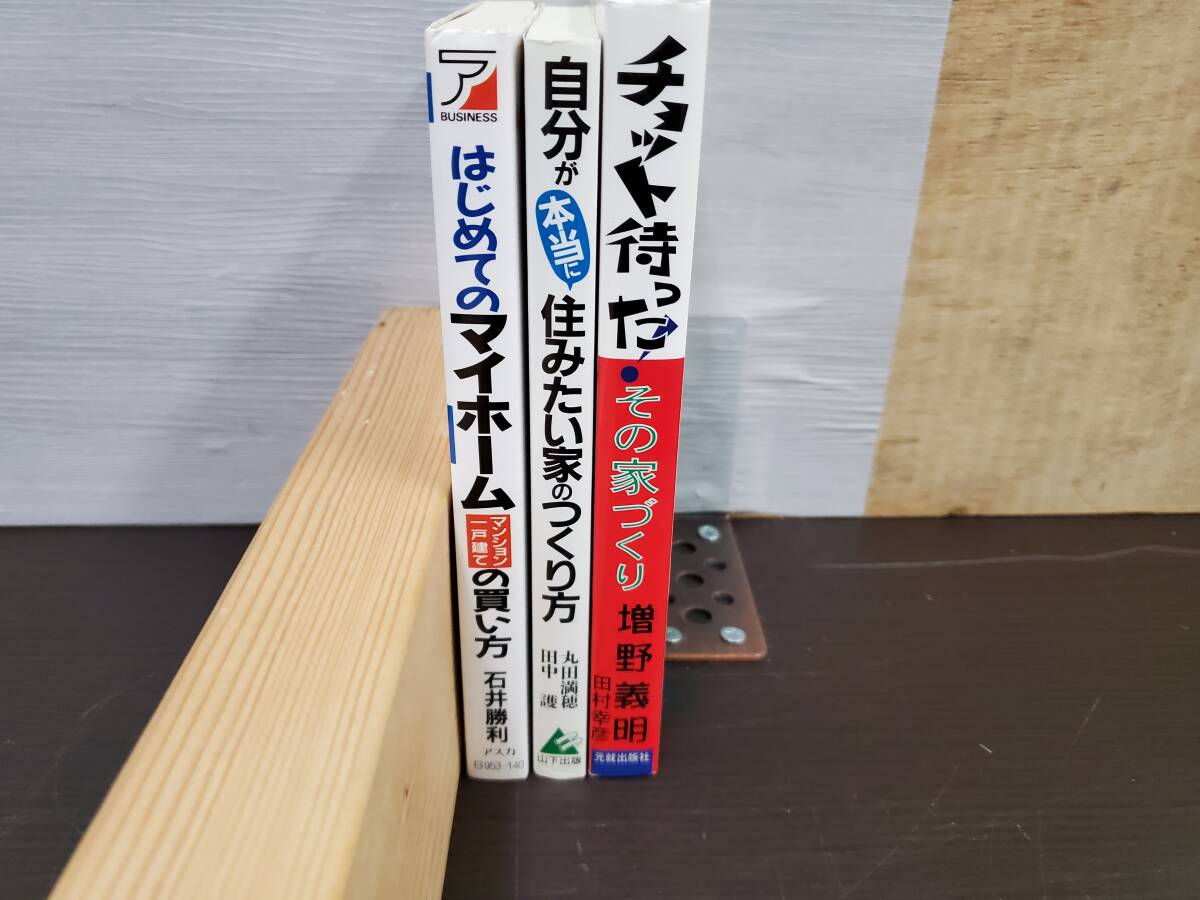 ア
BUSINESS
はじめてのマイホーム
マンション
一戸建て
の買い方
石井勝利
アスカ
B953-140
自分が本当に住みたい家のつくり方
丸田満穂
田中護
山下出版
チョット待った!
その家づくり
増野義明
田村幸彦
元就出版社